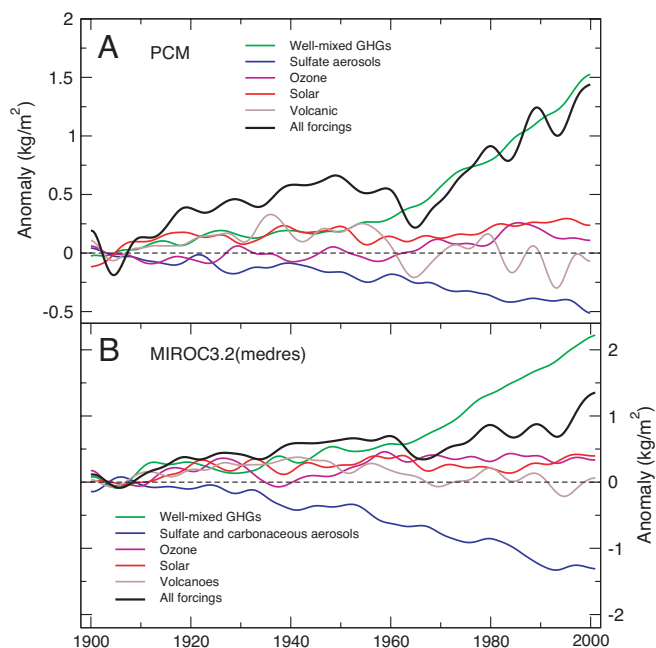 2
A
PCM
Well-mixed GHGs
Sulfate aerosols
Ozone
Solar
Volcanic
All forcings
1.5
1
0.5
0
-0.5
Anomaly (kg/m²)
B
MIROC3.2(medres)
2
1
0
-1
-2
Anomaly (kg/m²)
Well-mixed GHGs
Sulfate and carbonaceous aerosols
Ozone
Solar
Volcanoes
All forcings
1900 1920 1940 1960 1980 2000